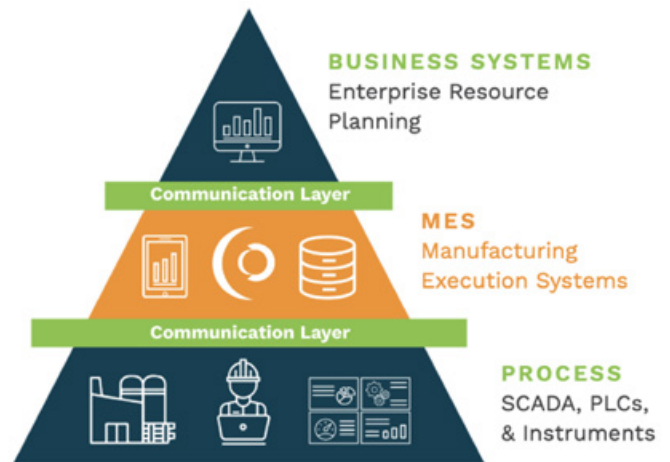 BUSINESS SYSTEMS
Enterprise Resource
Planning
Communication Layer
MES
Manufacturing
Execution Systems
Communication Layer
PROCESS
SCADA, PLCs,
& Instruments